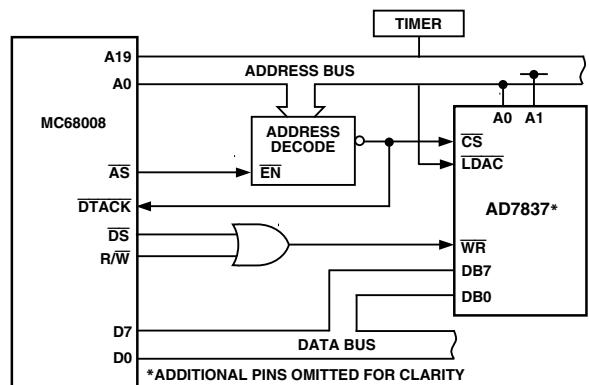 TIMER
A19
ADDRESS BUS
A0
A0 A1
MC68008
ADDRESS
DECODE
CS
EN
LDAC
AS
AD7837*
DTACK
DS
WR
R/W
DB7
DB0
D7
DATA BUS
D0
*ADDITIONAL PINS OMITTED FOR CLARITY